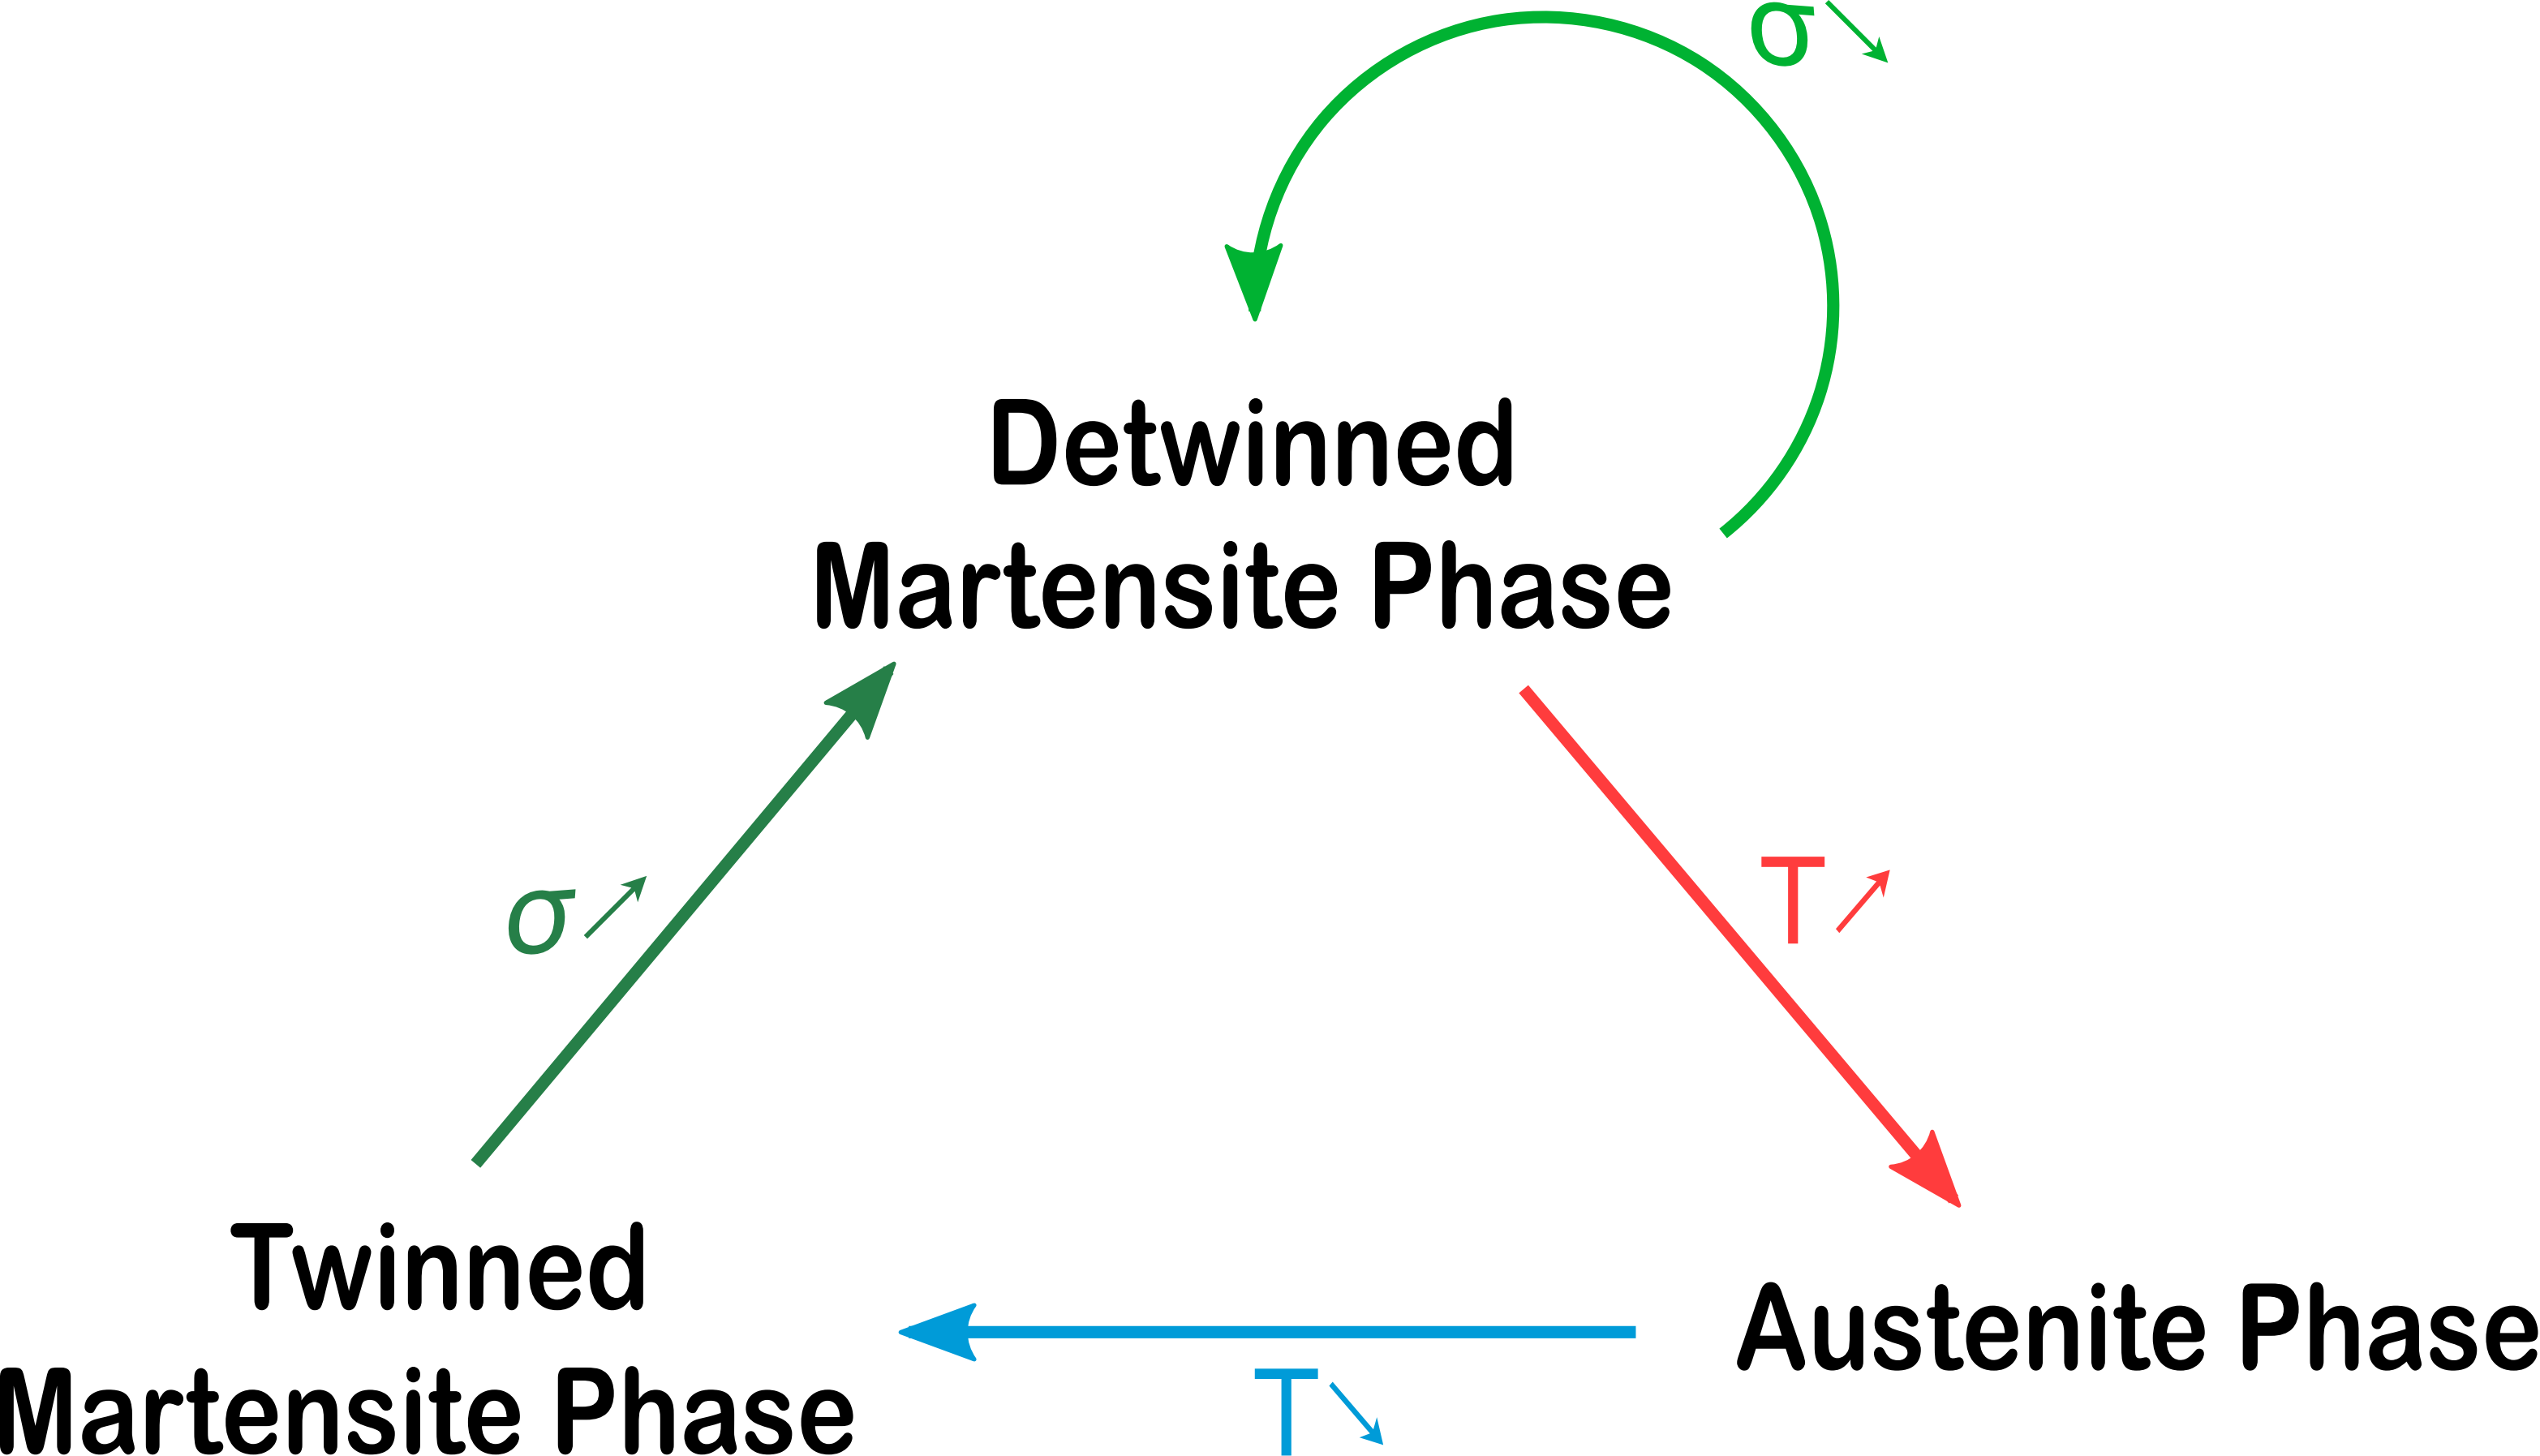 σ↘
Detwinned
Martensite Phase
σ↗
T↗
Twinned
Martensite Phase
Austenite Phase
T↘